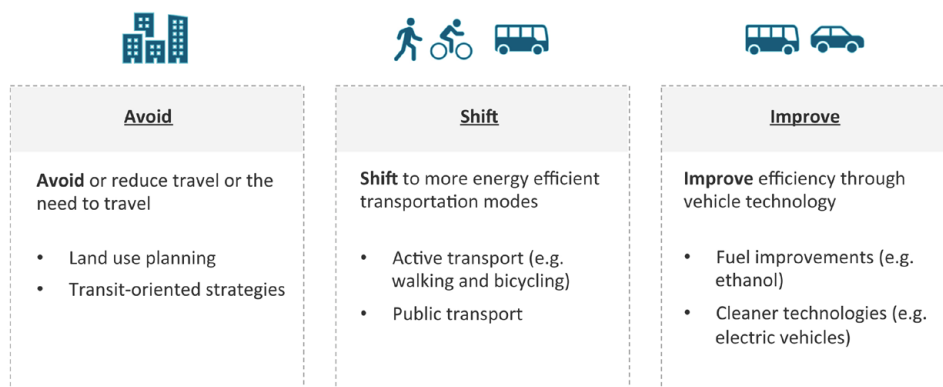 Avoid
Avoid or reduce travel or the
need to travel
• Land use planning
• Transit-oriented strategies
Shift
Shift to more energy efficient
transportation modes
• Active transport (e.g.
walking and bicycling)
• Public transport
Improve
Improve efficiency through
vehicle technology
• Fuel improvements (e.g.
ethanol)
• Cleaner technologies (e.g.
electric vehicles)